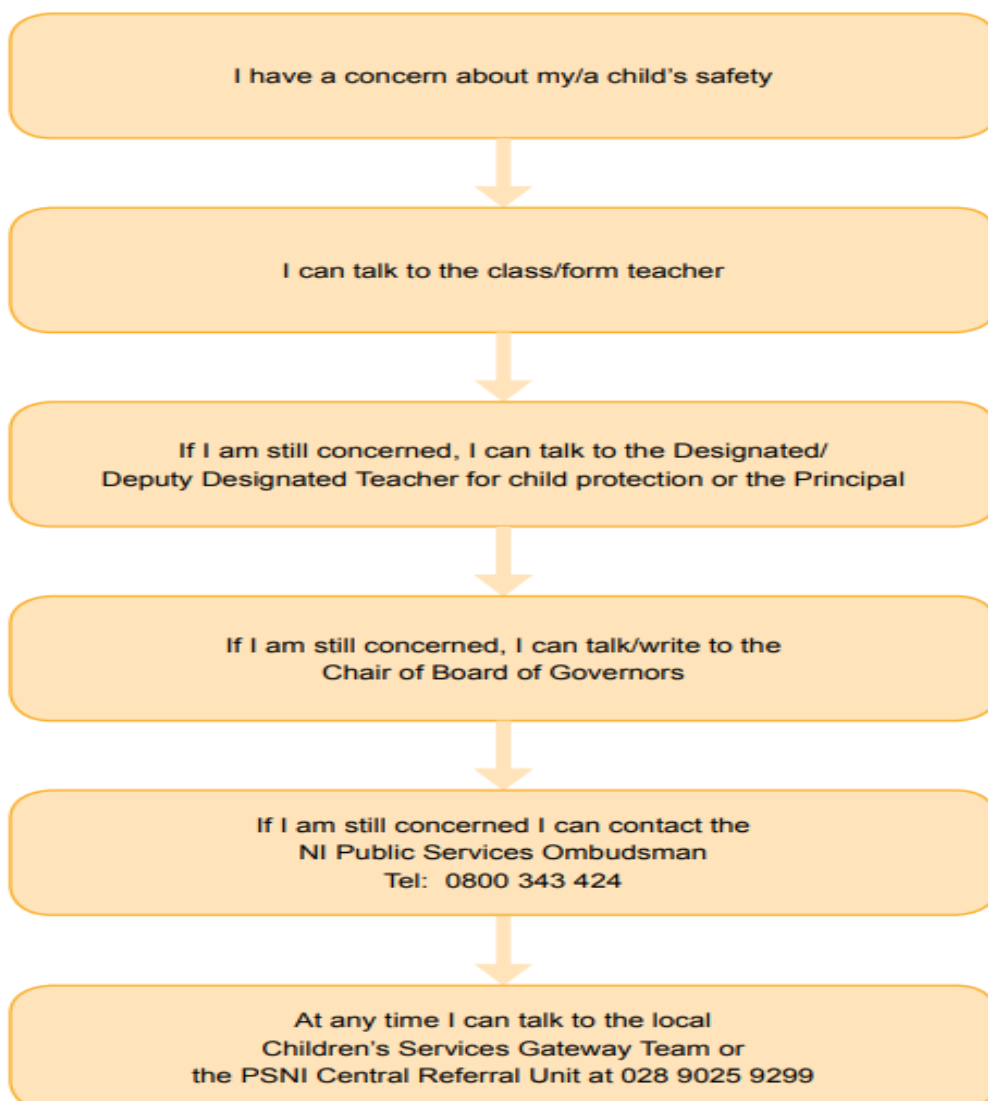 I have a concern about my/a child’s safety
I can talk to the class/form teacher
If I am still concerned, I can talk to the Designated/
Deputy Designated Teacher for child protection or the Principal
If I am still concerned, I can talk/write to the
Chair of Board of Governors
If I am still concerned I can contact the
NI Public Services Ombudsman
Tel:  0800 343 424
At any time I can talk to the local
Children’s Services Gateway Team or
the PSNI Central Referral Unit at 028 9025 9299